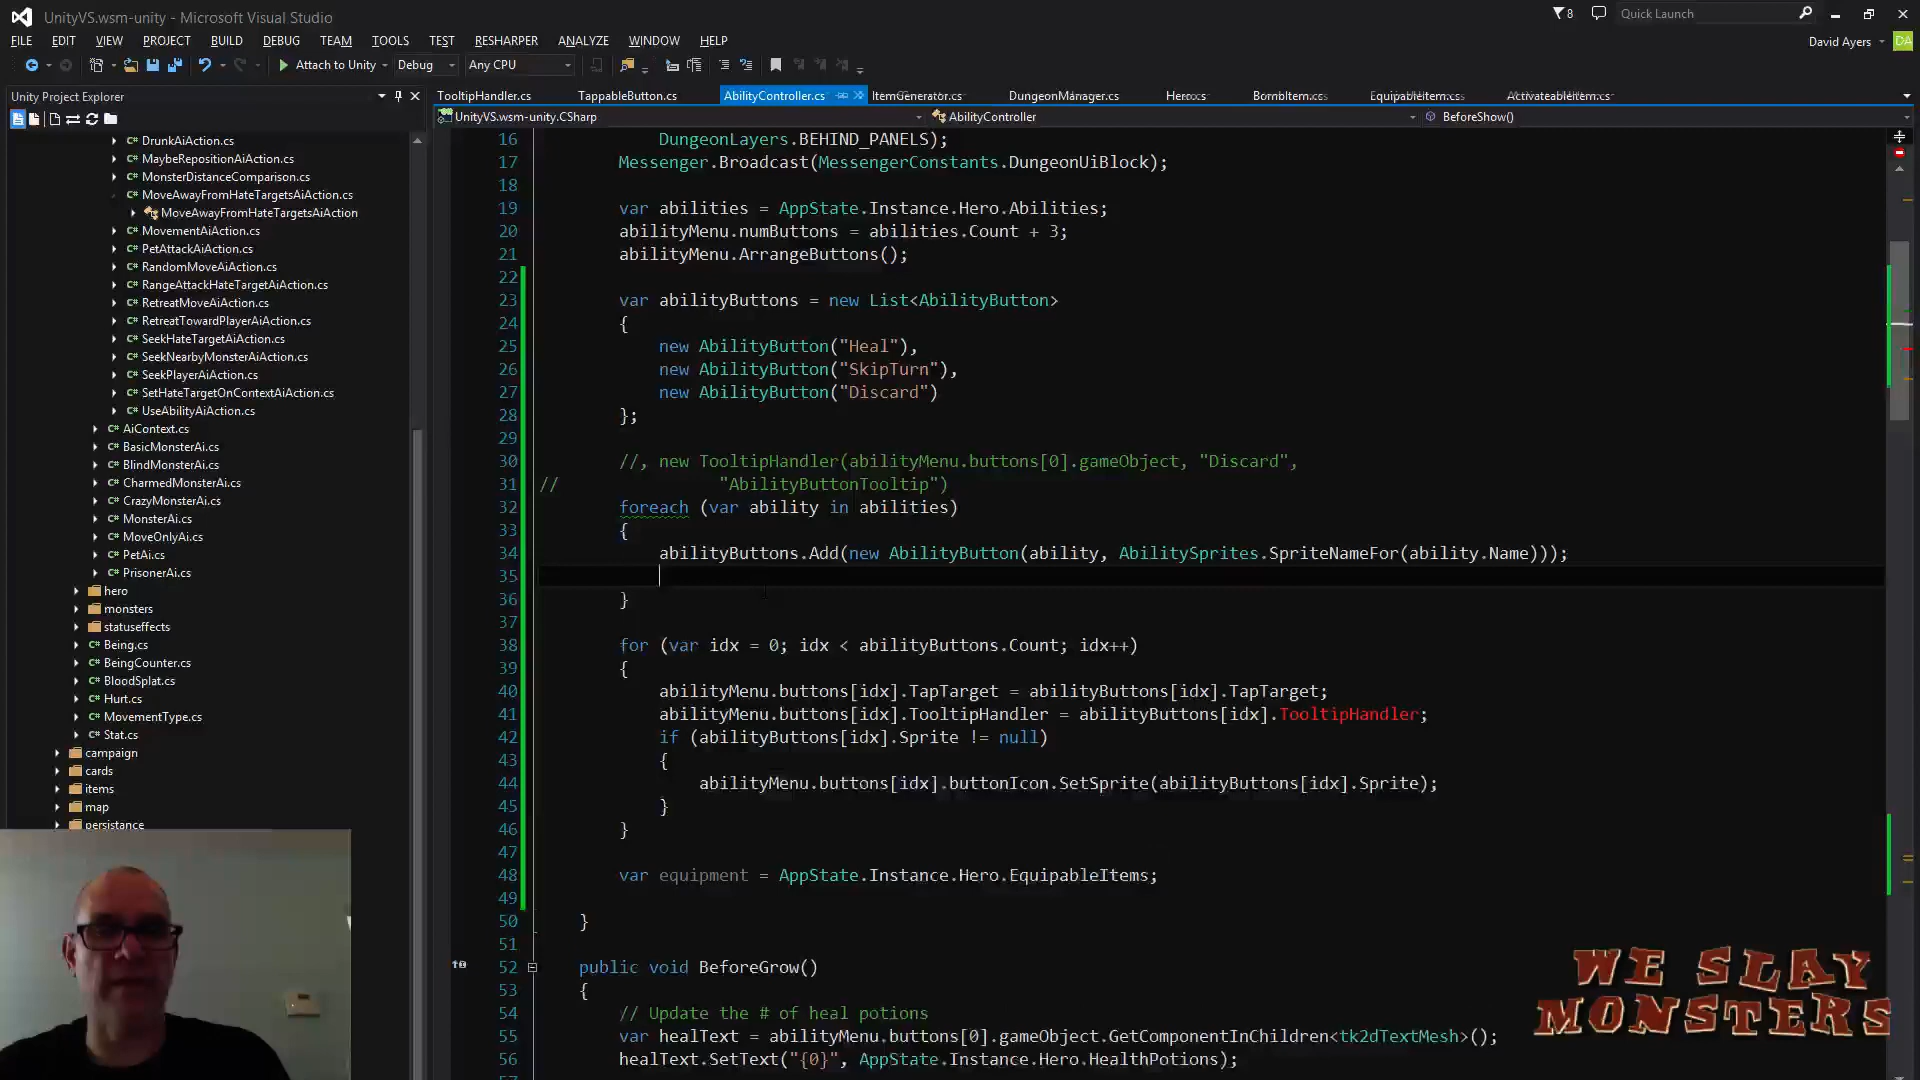 UnityVS.wsm-unity - Microsoft Visual Studio
8
Quick Launch
FILE EDIT VIEW PROJECT BUILD DEBUG TEAM TOOLS TEST RESHARPER ANALYZE WINDOW HELP
David Ayers
DA
Attach to Unity
Debug
Any CPU
Unity Project Explorer
TooltipHandler.cs
TappableButton.cs
AbilityController.cs
ItemGenerator.cs
DungeonManager.cs
Hero.cs
BombItem.cs
EquipableItem.cs
ActivateableItem.cs
UnityVS.wsm-unity.CSharp
AbilityController
BeforeShow()
DrunkAiAction.cs
MaybeRepositionAiAction.cs
MonsterDistanceComparison.cs
MoveAwayFromHateTargetsAiAction.cs
MoveAwayFromHateTargetsAiAction
MovementAiAction.cs
PetAttackAiAction.cs
RandomMoveAiAction.cs
RangeAttackHateTargetAiAction.cs
RetreatMoveAiAction.cs
RetreatTowardPlayerAiAction.cs
SeekHateTargetAiAction.cs
SeekNearbyMonsterAiAction.cs
SeekPlayerAiAction.cs
SetHateTargetOnContextAiAction.cs
UseAbilityAiAction.cs
AiContext.cs
BasicMonsterAi.cs
BlindMonsterAi.cs
CharmedMonsterAi.cs
CrazyMonsterAi.cs
MonsterAi.cs
MoveOnlyAi.cs
PetAi.cs
PrisonerAi.cs
hero
monsters
statuseffects
Being.cs
BeingCounter.cs
BloodSplat.cs
Hurt.cs
MovementType.cs
Stat.cs
campaign
cards
items
map
persistance
16 DungeonLayers.BEHIND_PANELS);
17 Messenger.Broadcast(MessengerConstants.DungeonUiBlock);
18
19 var abilities = AppState.Instance.Hero.Abilities;
20 abilityMenu.numButtons = abilities.Count + 3;
21 abilityMenu.ArrangeButtons();
22
23 var abilityButtons = new List<AbilityButton>
24 {
25 new AbilityButton("Heal"),
26 new AbilityButton("SkipTurn"),
27 new AbilityButton("Discard")
28 };
29
30 //, new TooltipHandler(abilityMenu.buttons[0].gameObject, "Discard",
31 // "AbilityButtonTooltip")
32 foreach (var ability in abilities)
33 {
34 abilityButtons.Add(new AbilityButton(ability, AbilitySprites.SpriteNameFor(ability.Name)));
35
36 }
37
38 for (var idx = 0; idx < abilityButtons.Count; idx++)
39 {
40 abilityMenu.buttons[idx].TapTarget = abilityButtons[idx].TapTarget;
41 abilityMenu.buttons[idx].TooltipHandler = abilityButtons[idx].TooltipHandler;
42 if (abilityButtons[idx].Sprite != null)
43 {
44 abilityMenu.buttons[idx].buttonIcon.SetSprite(abilityButtons[idx].Sprite);
45 }
46 }
47
48 var equipment = AppState.Instance.Hero.EquipableItems;
49
50 }
51
52 public void BeforeGrow()
53 {
54 // Update the # of heal potions
55 var healText = abilityMenu.buttons[0].gameObject.GetComponentInChildren<tk2dTextMesh>();
56 healText.SetText("{0}", AppState.Instance.Hero.HealthPotions);
WE SLAY
MONSTERS